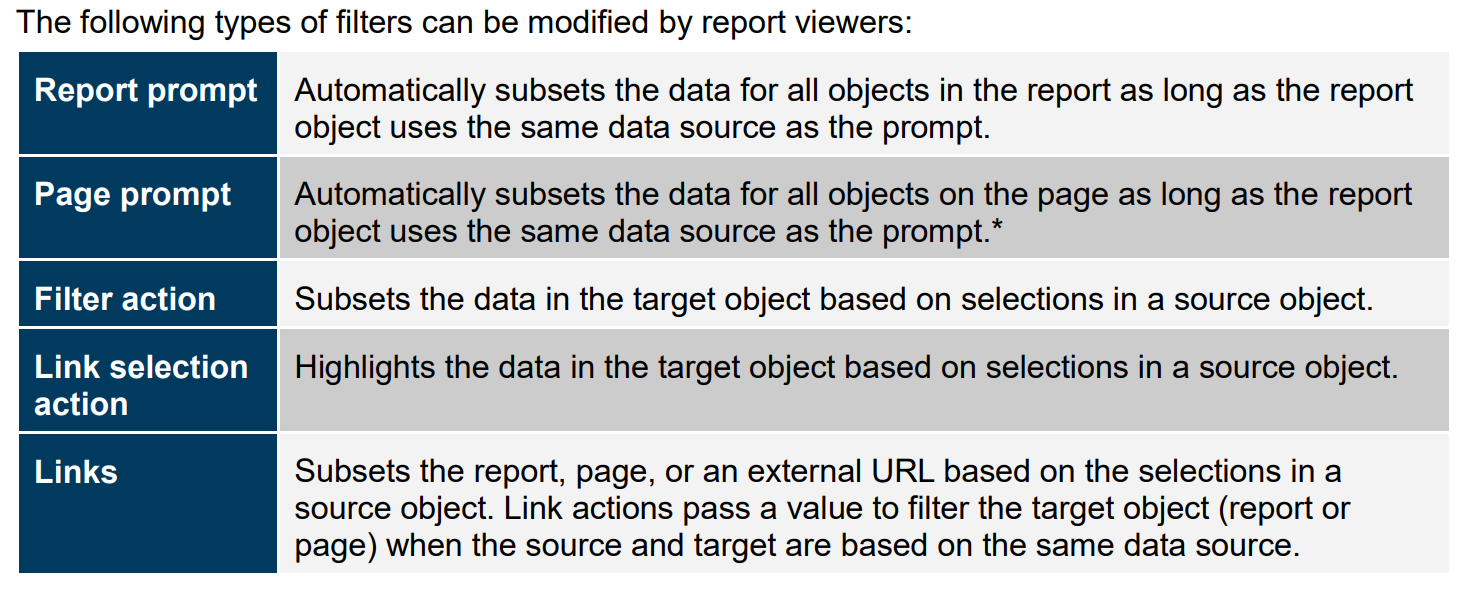 The following types of filters can be modified by report viewers:
Report prompt
Automatically subsets the data for all objects in the report as long as the report
object uses the same data source as the prompt.
Page prompt
Automatically subsets the data for all objects on the page as long as the report
object uses the same data source as the prompt.*
Filter action
Subsets the data in the target object based on selections in a source object.
Link selection
action
Highlights the data in the target object based on selections in a source object.
Links
Subsets the report, page, or an external URL based on the selections in a
source object. Link actions pass a value to filter the target object (report or
page) when the source and target are based on the same data source.